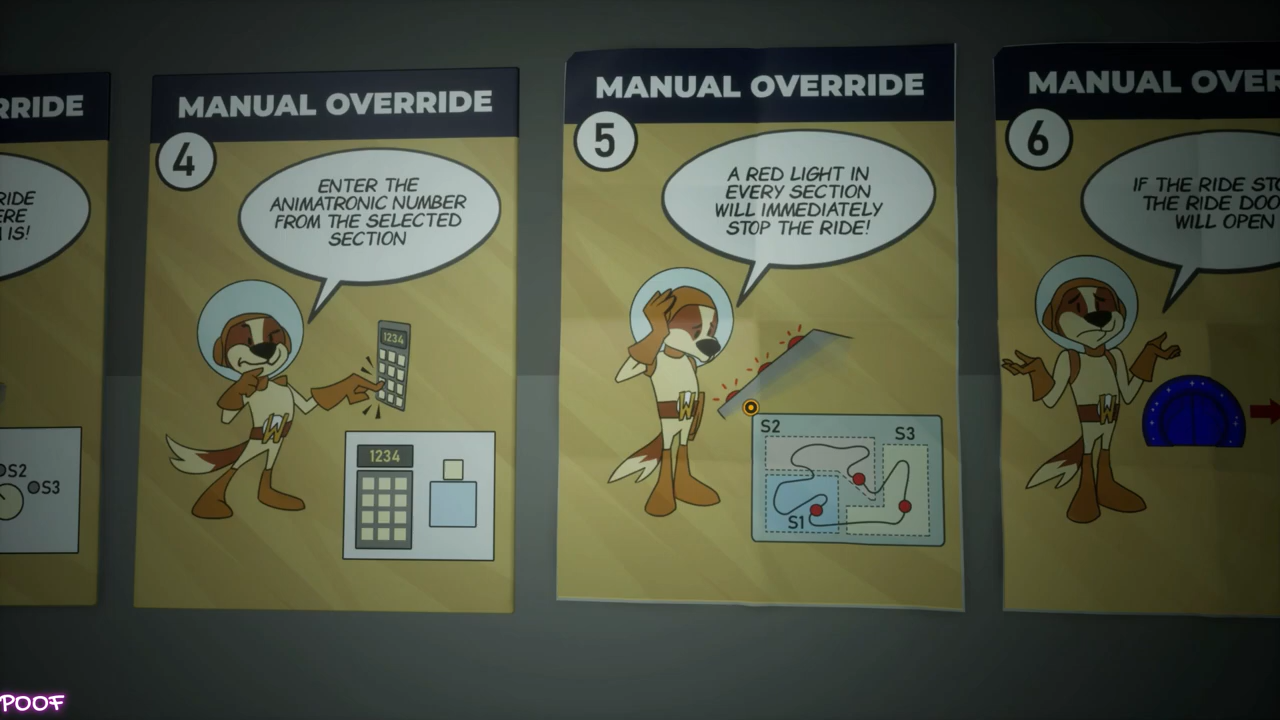 RRIDE
RIDE
ERE
IS!
S2
S3
MANUAL OVERRIDE
4
ENTER THE
ANIMATRONIC NUMBER
FROM THE SELECTED
SECTION
1234
1234
MANUAL OVERRIDE
5
A RED LIGHT IN
EVERY SECTION
WILL IMMEDIATELY
STOP THE RIDE!
W
S2
S3
S1
MANUAL OVER
6
IF THE RIDE STO
THE RIDE DOO
WILL OPEN
POOF